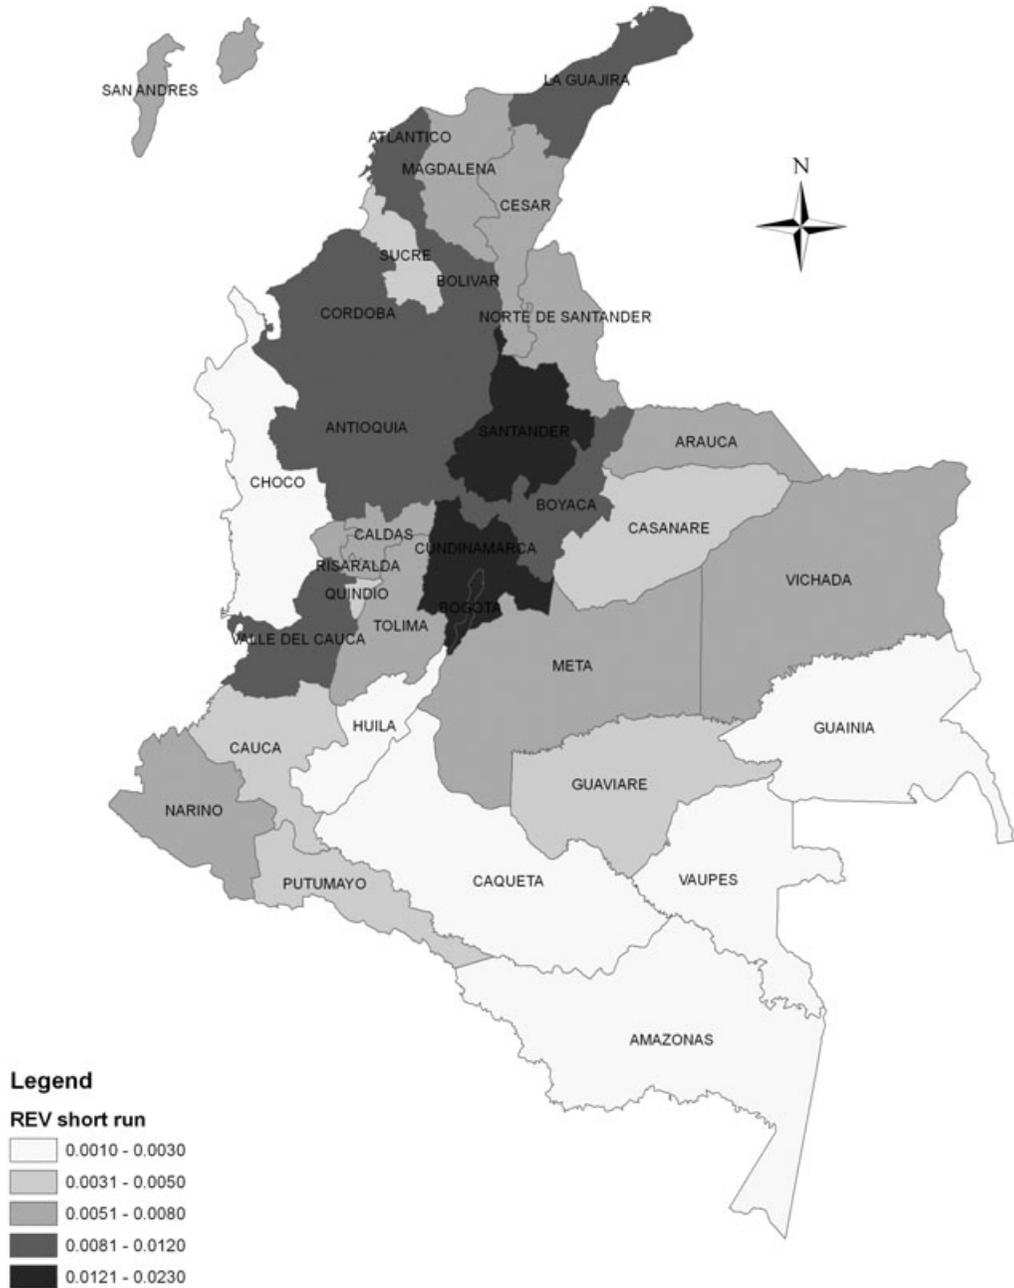 LA GUAJIRA
SAN ANDRES
ATLANTICO
N
MAGDALENA
CESAR
SUCRE
BOLIVAR
CORDOBA
NORTE DE SANTANDER
ANTIOQUIA
SANTANDER
ARAUCA
CHOCO
BOYACA
CASANARE
CALDAS
CUNDINAMARCA
RISARALDA
VICHADA
QUINDIO
BOGOTA
TOLIMA
VALLE DEL CAUCA
META
HUILA
GUAINIA
CAUCA
GUAVIARE
NARINO
PUTUMAYO
CAQUETA
VAUPES
AMAZONAS
Legend
REV short run
0.0010 - 0.0030
0.0031 - 0.0050
0.0051 - 0.0080
0.0081 - 0.0120
0.0121 - 0.0230